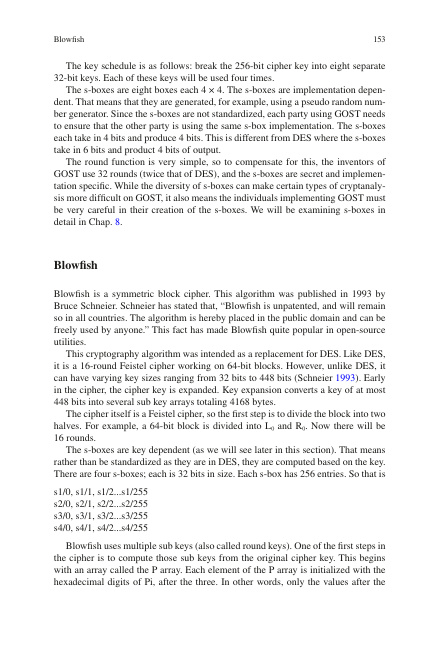 Blowfish 153
The key schedule is as follows: break the 256-bit cipher key into eight separate
32-bit keys. Each of these keys will be used four times.
The s-boxes are eight boxes each 4 × 4. The s-boxes are implementation depen-
dent. That means that they are generated, for example, using a pseudo random num-
ber generator. Since the s-boxes are not standardized, each party using GOST needs
to ensure that the other party is using the same s-box implementation. The s-boxes
each take in 4 bits and produce 4 bits. This is different from DES where the s-boxes
take in 6 bits and product 4 bits of output.
The round function is very simple, so to compensate for this, the inventors of
GOST use 32 rounds (twice that of DES), and the s-boxes are secret and implemen-
tation specific. While the diversity of s-boxes can make certain types of cryptanaly-
sis more difficult on GOST, it also means the individuals implementing GOST must
be very careful in their creation of the s-boxes. We will be examining s-boxes in
detail in Chap. 8.
Blowfish
Blowfish is a symmetric block cipher. This algorithm was published in 1993 by
Bruce Schneier. Schneier has stated that, “Blowfish is unpatented, and will remain
so in all countries. The algorithm is hereby placed in the public domain and can be
freely used by anyone.” This fact has made Blowfish quite popular in open-source
utilities.
This cryptography algorithm was intended as a replacement for DES. Like DES,
it is a 16-round Feistel cipher working on 64-bit blocks. However, unlike DES, it
can have varying key sizes ranging from 32 bits to 448 bits (Schneier 1993). Early
in the cipher, the cipher key is expanded. Key expansion converts a key of at most
448 bits into several sub key arrays totaling 4168 bytes.
The cipher itself is a Feistel cipher, so the first step is to divide the block into two
halves. For example, a 64-bit block is divided into L₀ and R₀. Now there will be
16 rounds.
The s-boxes are key dependent (as we will see later in this section). That means
rather than be standardized as they are in DES, they are computed based on the key.
There are four s-boxes; each is 32 bits in size. Each s-box has 256 entries. So that is
s1/0, s1/1, s1/2...s1/255
s2/0, s2/1, s2/2...s2/255
s3/0, s3/1, s3/2...s3/255
s4/0, s4/1, s4/2...s4/255
Blowfish uses multiple sub keys (also called round keys). One of the first steps in
the cipher is to compute those sub keys from the original cipher key. This begins
with an array called the P array. Each element of the P array is initialized with the
hexadecimal digits of Pi, after the three. In other words, only the values after the